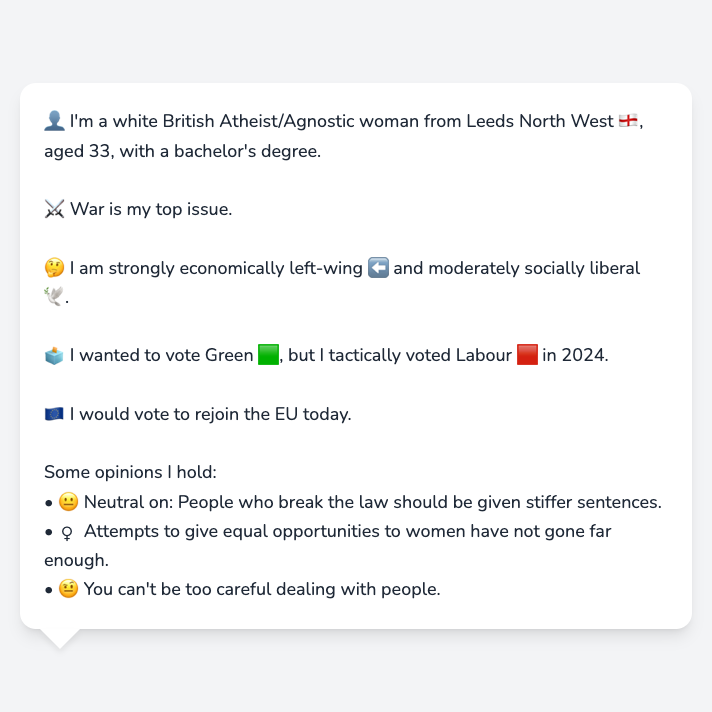 👤 I'm a white British Atheist/Agnostic woman from Leeds North West 🏴󠁧󠁢󠁥󠁮󠁧󠁿,
aged 33, with a bachelor's degree.
⚔️ War is my top issue.
🤔 I am strongly economically left-wing ⬅️ and moderately socially liberal
🕊️.
🗳️ I wanted to vote Green 🟩, but I tactically voted Labour 🟥 in 2024.
🇪🇺 I would vote to rejoin the EU today.
Some opinions I hold:
• 😐 Neutral on: People who break the law should be given stiffer sentences.
• ♀ Attempts to give equal opportunities to women have not gone far
enough.
• 🤨 You can't be too careful dealing with people.